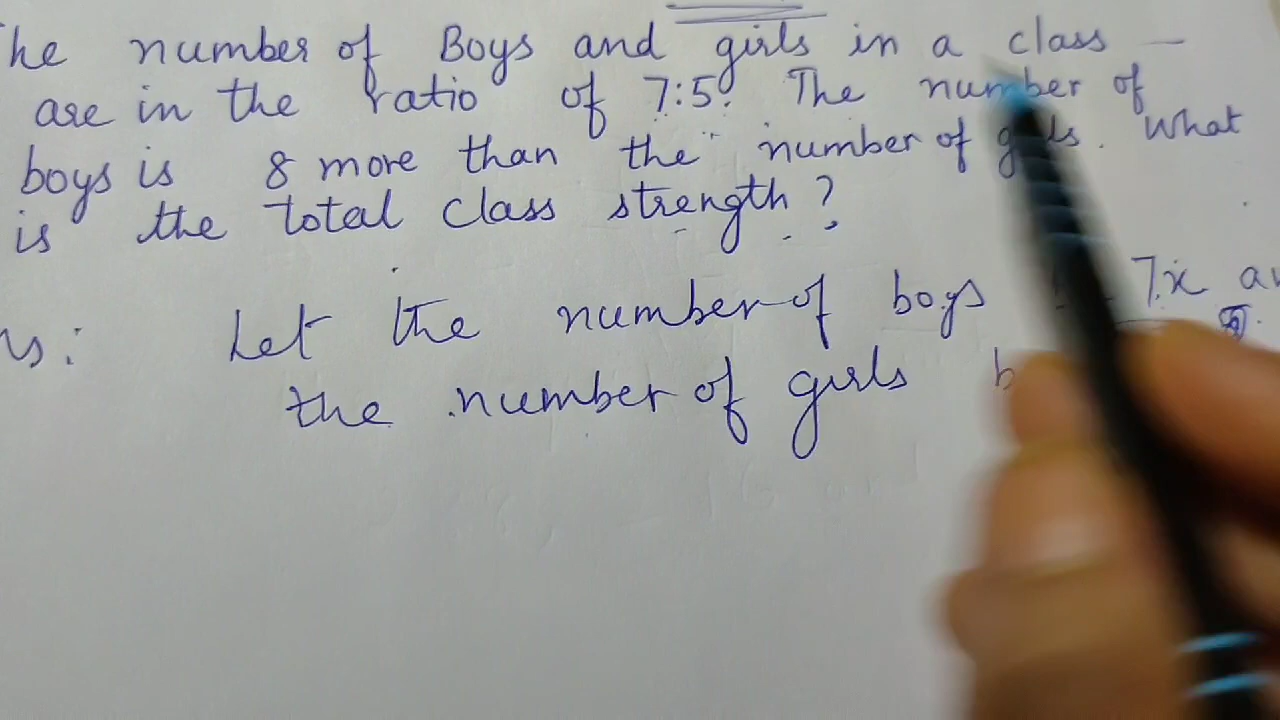 he number of Boys and girls in a class —
are in the ratio of 7:5. The number of
boys is 8 more than the number of girls. What
is the total class strength?
s: Let the number of boys 7x
the number of girls